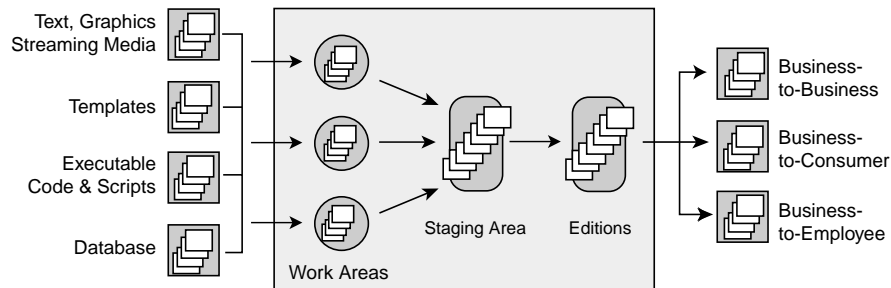 Text, Graphics
Streaming Media
Templates
Executable
Code & Scripts
Database
Work Areas
Staging Area
Editions
Business-
to-Business
Business-
to-Consumer
Business-
to-Employee